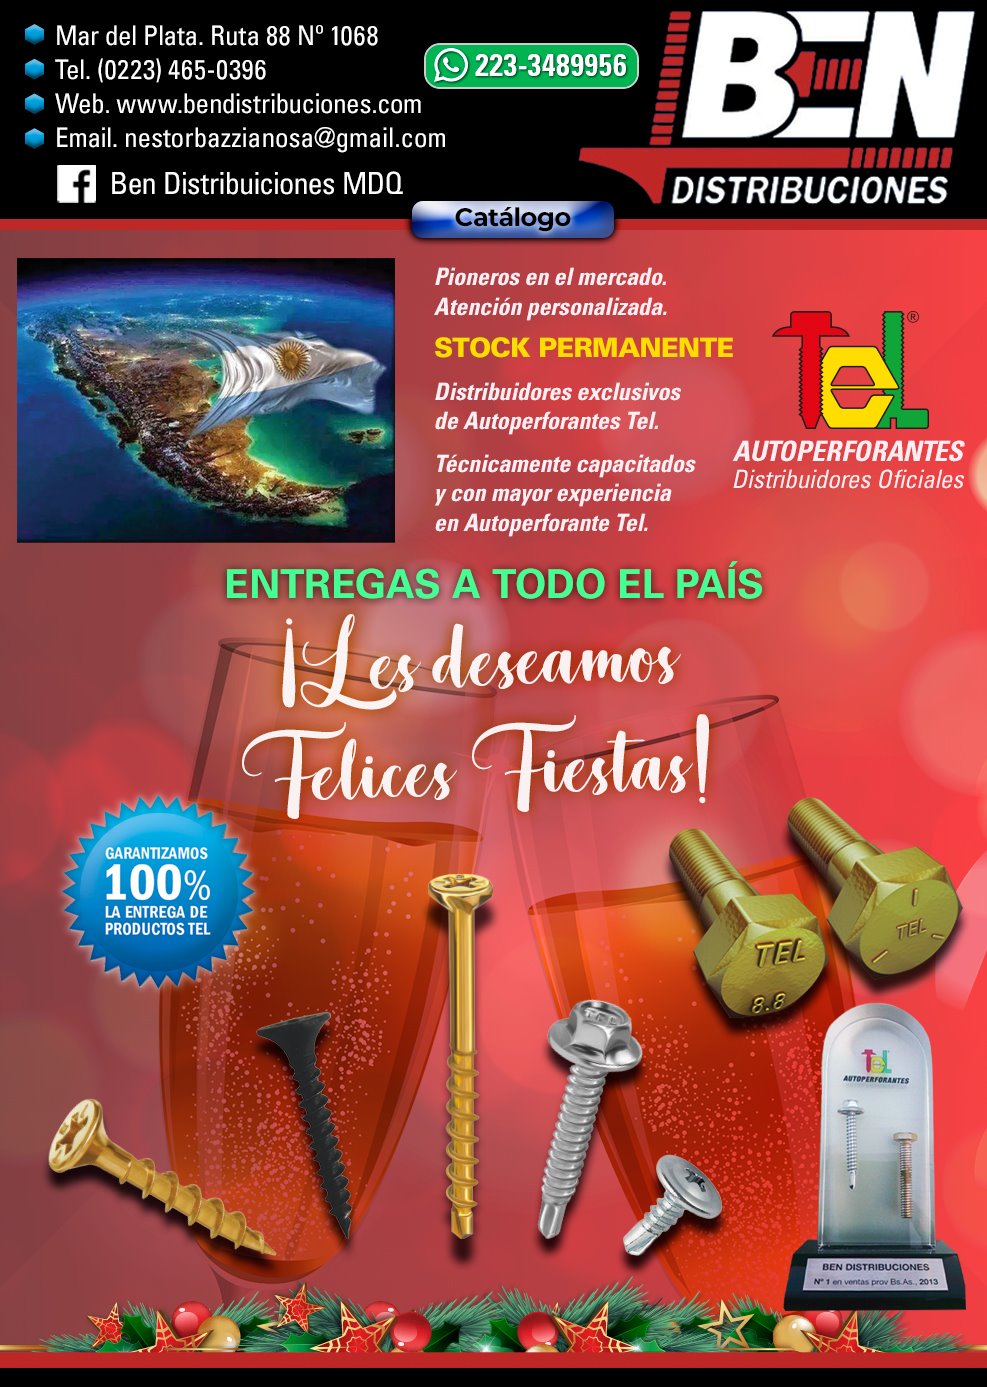 Mar del Plata. Ruta 88 Nº 1068
Tel. (0223) 465-0396
Web. www.bendistribuciones.com
Email. nestorbazzianosa@gmail.com
Ben Distribuiciones MDQ
223-3489956
BEN
DISTRIBUCIONES
Catálogo
Pioneros en el mercado.
Atención personalizada.
STOCK PERMANENTE
Distribuidores exclusivos
de Autoperforantes Tel.
Técnicamente capacitados
y con mayor experiencia
en Autoperforante Tel.
TEL®
AUTOPERFORANTES
Distribuidores Oficiales
ENTREGAS A TODO EL PAÍS
¡Les deseamos
Felices Fiestas!
GARANTIZAMOS
100%
LA ENTREGA DE
PRODUCTOS TEL
TEL
8.8
TEL
TEL
TEL
AUTOPERFORANTES
BEN DISTRIBUCIONES
Nº 1 en ventas prov Bs.As., 2013